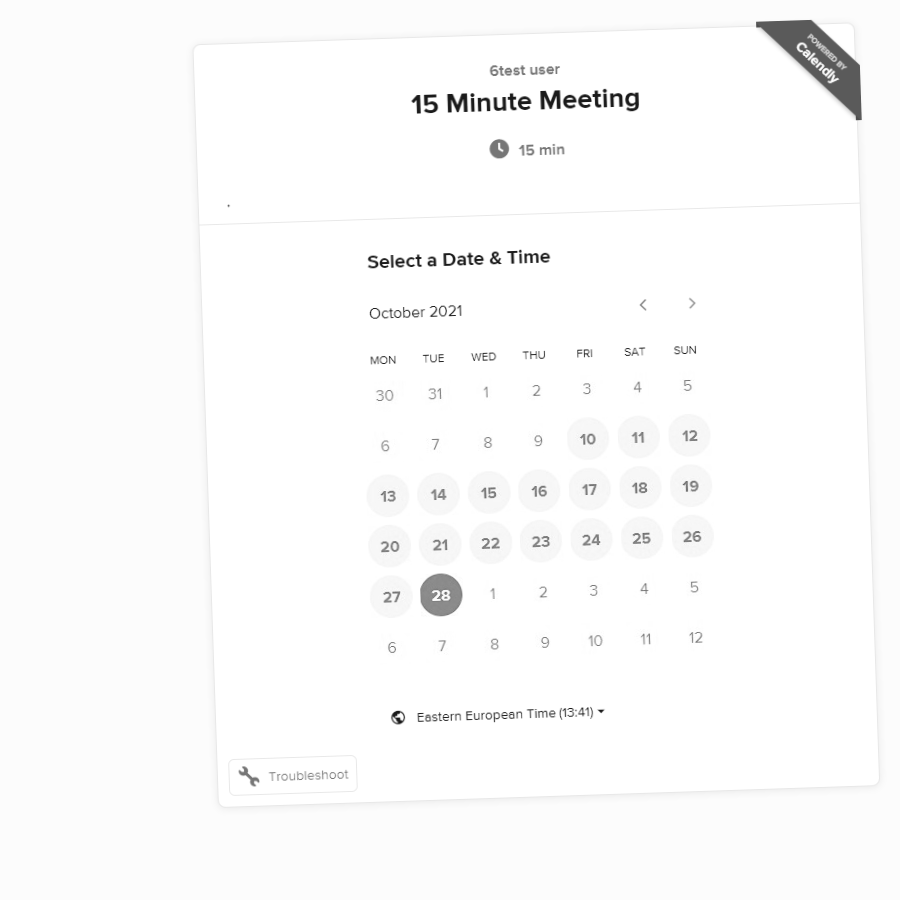 POWERED BY
Calendly
6test user
15 Minute Meeting
15 min
.
Select a Date & Time
October 2021
MON TUE WED THU FRI SAT SUN
30 31 1 2 3 4 5
6 7 8 9 10 11 12
13 14 15 16 17 18 19
20 21 22 23 24 25 26
27 28 1 2 3 4 5
6 7 8 9 10 11 12
Eastern European Time (13:41)
Troubleshoot